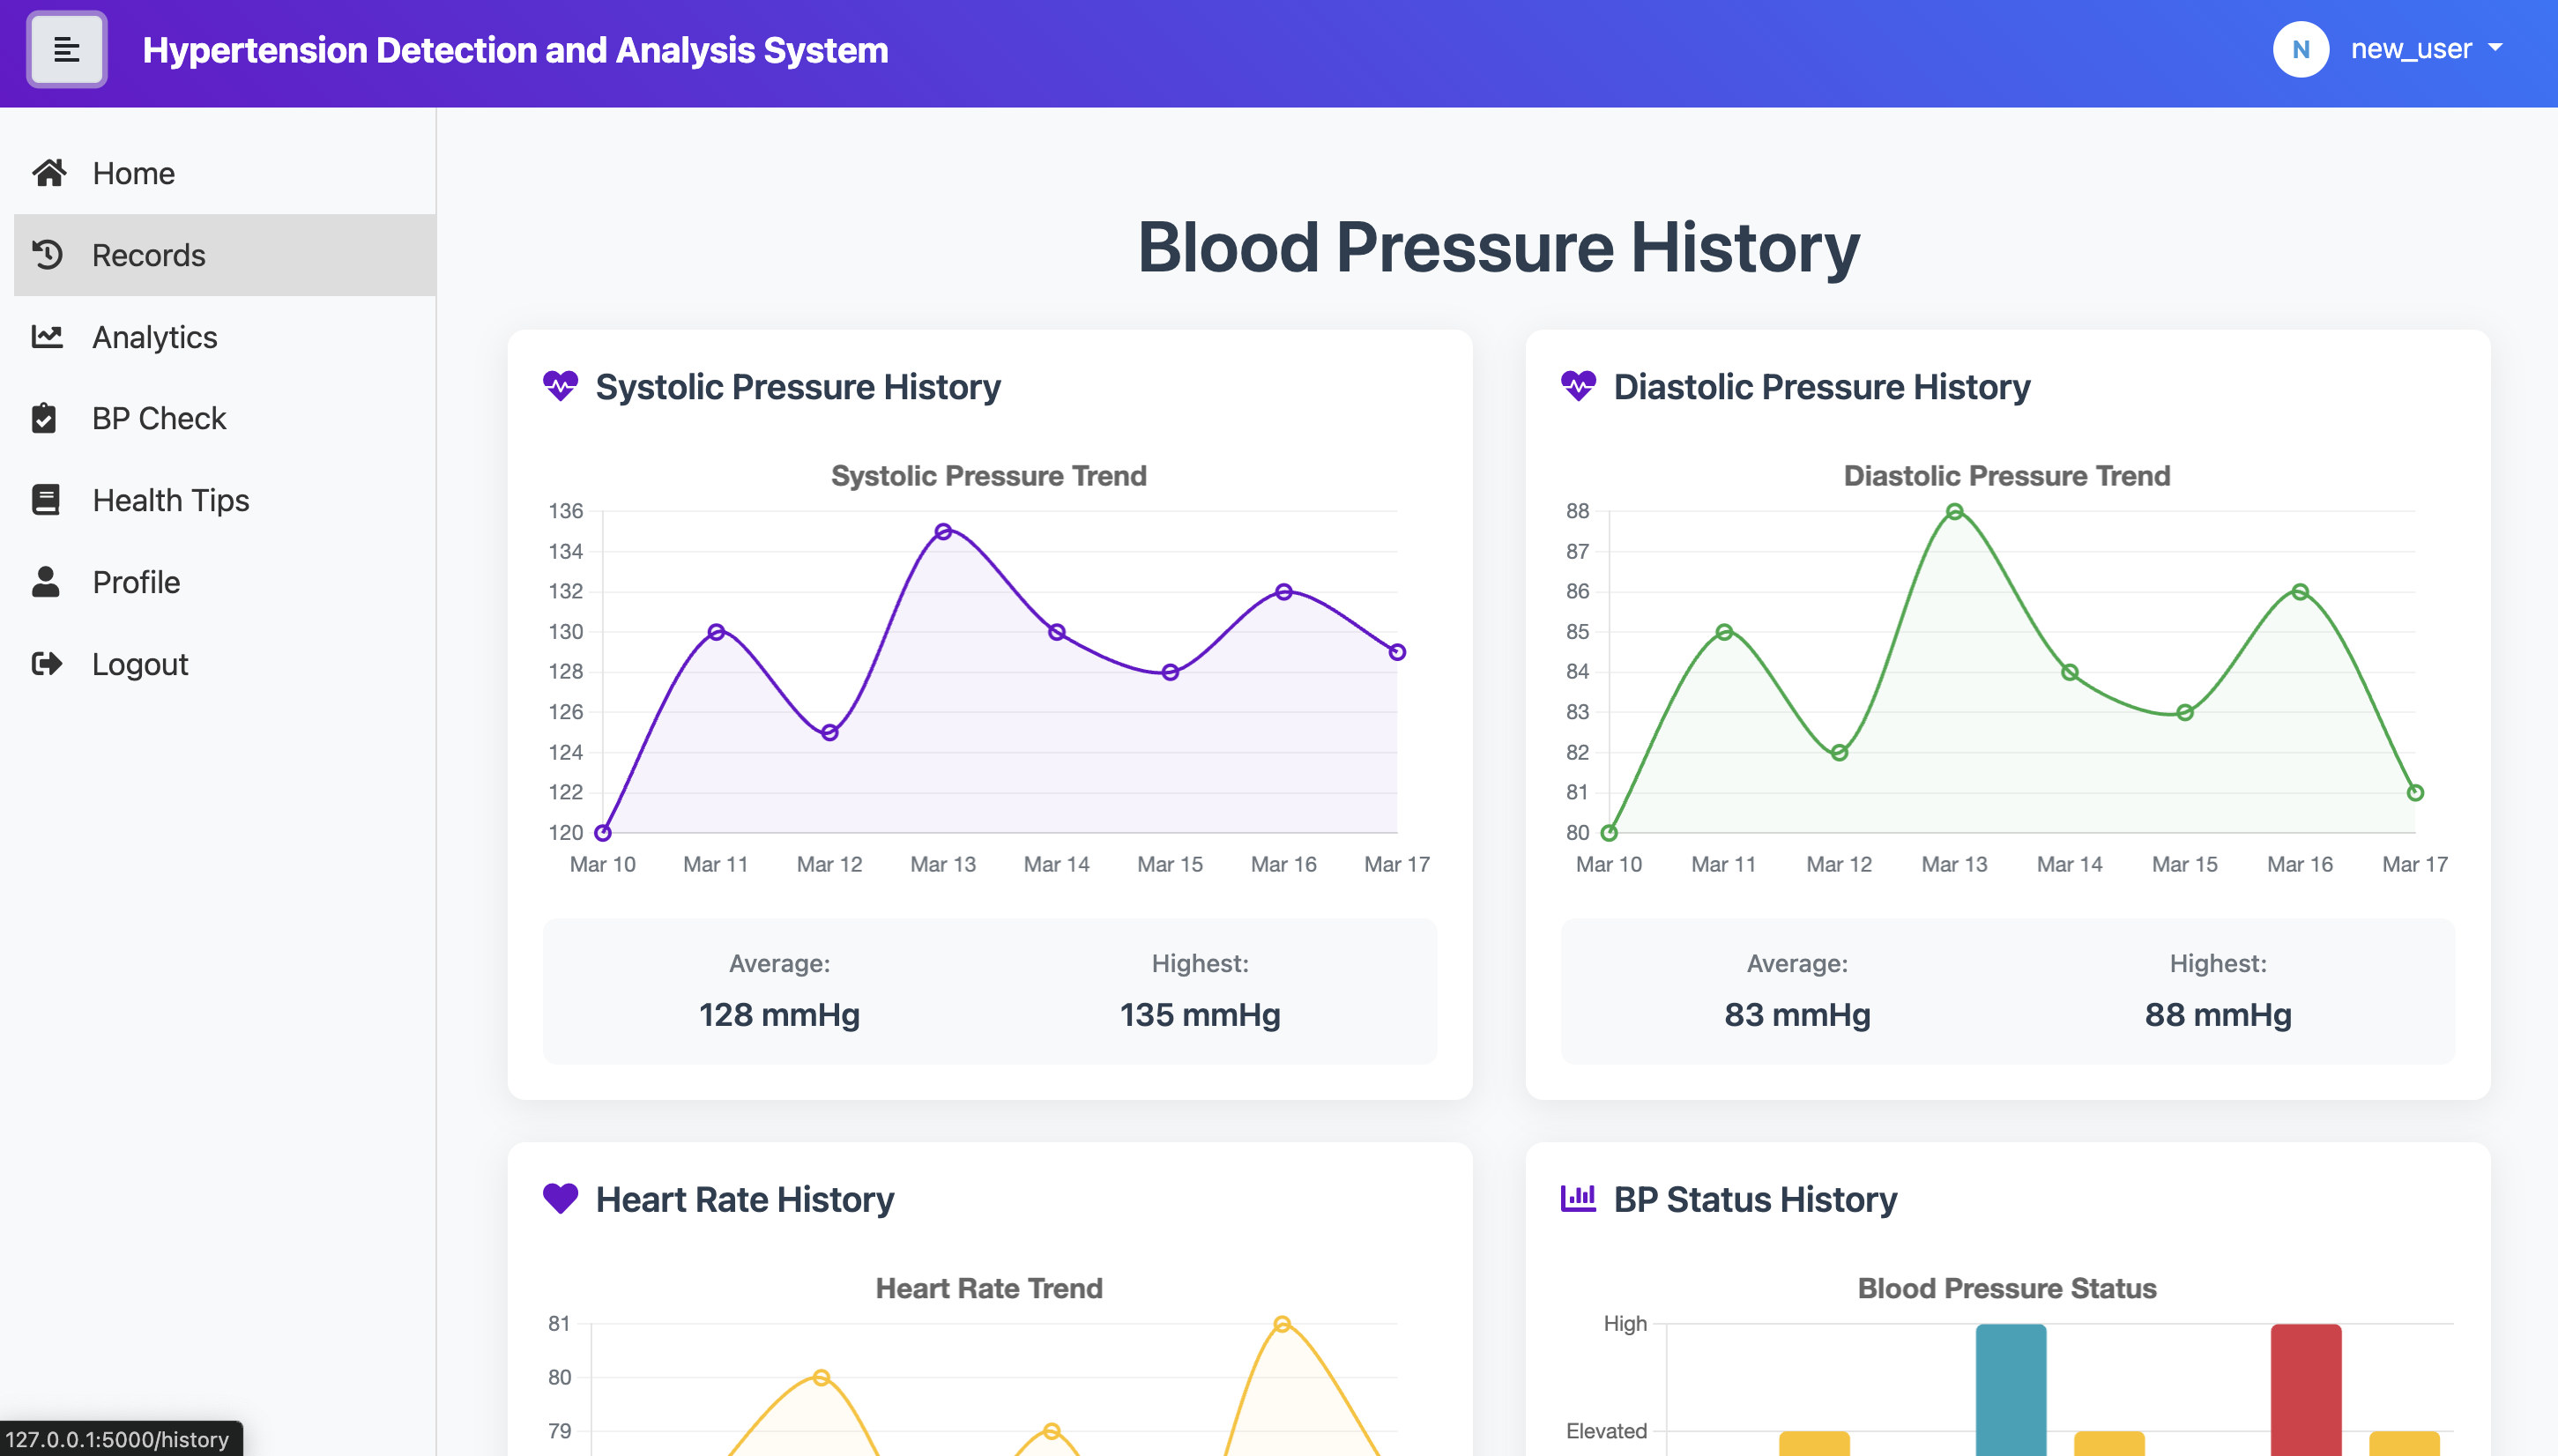 Hypertension Detection and Analysis System
N new_user
Home
Records
Analytics
BP Check
Health Tips
Profile
Logout
Blood Pressure History
Systolic Pressure History
Systolic Pressure Trend
136
134
132
130
128
126
124
122
120
Mar 10 Mar 11 Mar 12 Mar 13 Mar 14 Mar 15 Mar 16 Mar 17
Average: Highest:
128 mmHg 135 mmHg
Diastolic Pressure History
Diastolic Pressure Trend
88
87
86
85
84
83
82
81
80
Mar 10 Mar 11 Mar 12 Mar 13 Mar 14 Mar 15 Mar 16 Mar 17
Average: Highest:
83 mmHg 88 mmHg
Heart Rate History
Heart Rate Trend
81
80
79
BP Status History
Blood Pressure Status
High
Elevated
127.0.0.1:5000/history